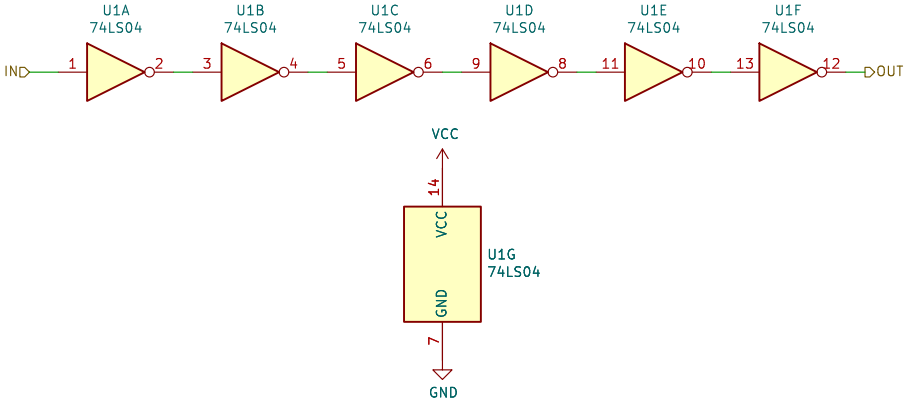 U1A
74LS04
U1B
74LS04
U1C
74LS04
U1D
74LS04
U1E
74LS04
U1F
74LS04
IN 1 2 3 4 5 6 9 8 11 10 13 12 OUT
VCC
14
VCC
U1G
74LS04
GND
7
GND